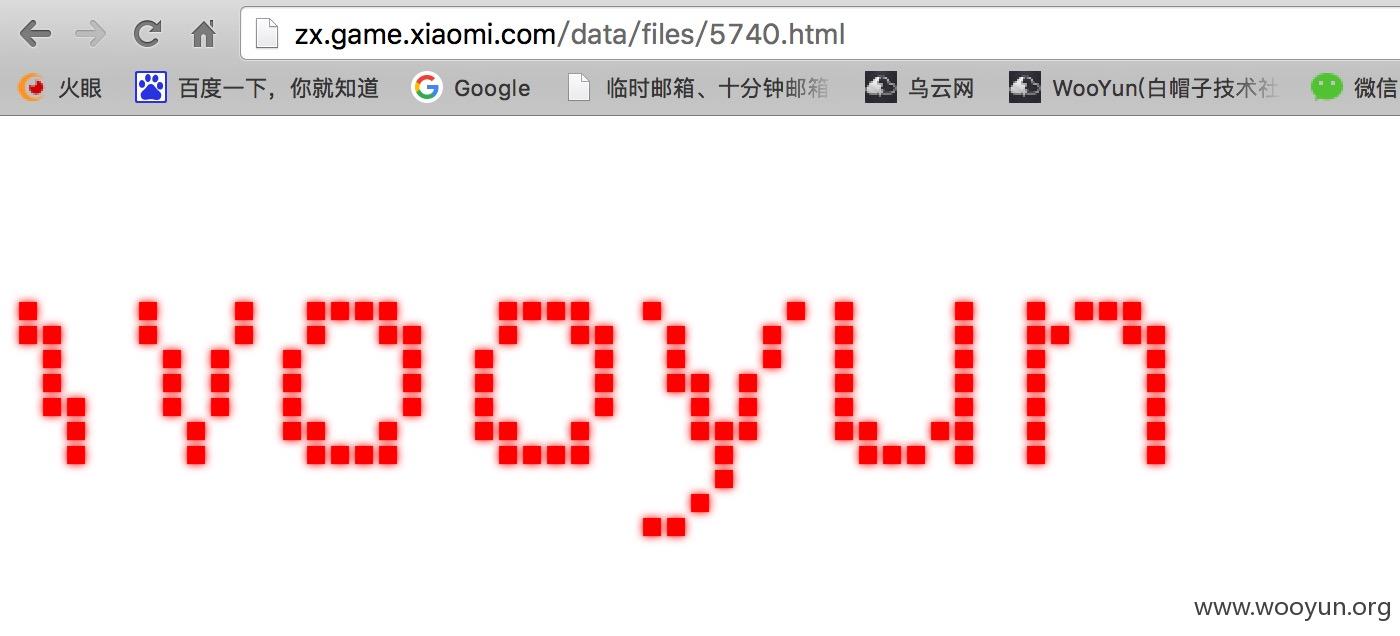 zx.game.xiaomi.com/data/files/5740.html
火眼 百度一下，你就知道 Google 临时邮箱、十分钟邮箱 乌云网 WooYun(白帽子技术社 微信
wooyun
www.wooyun.org